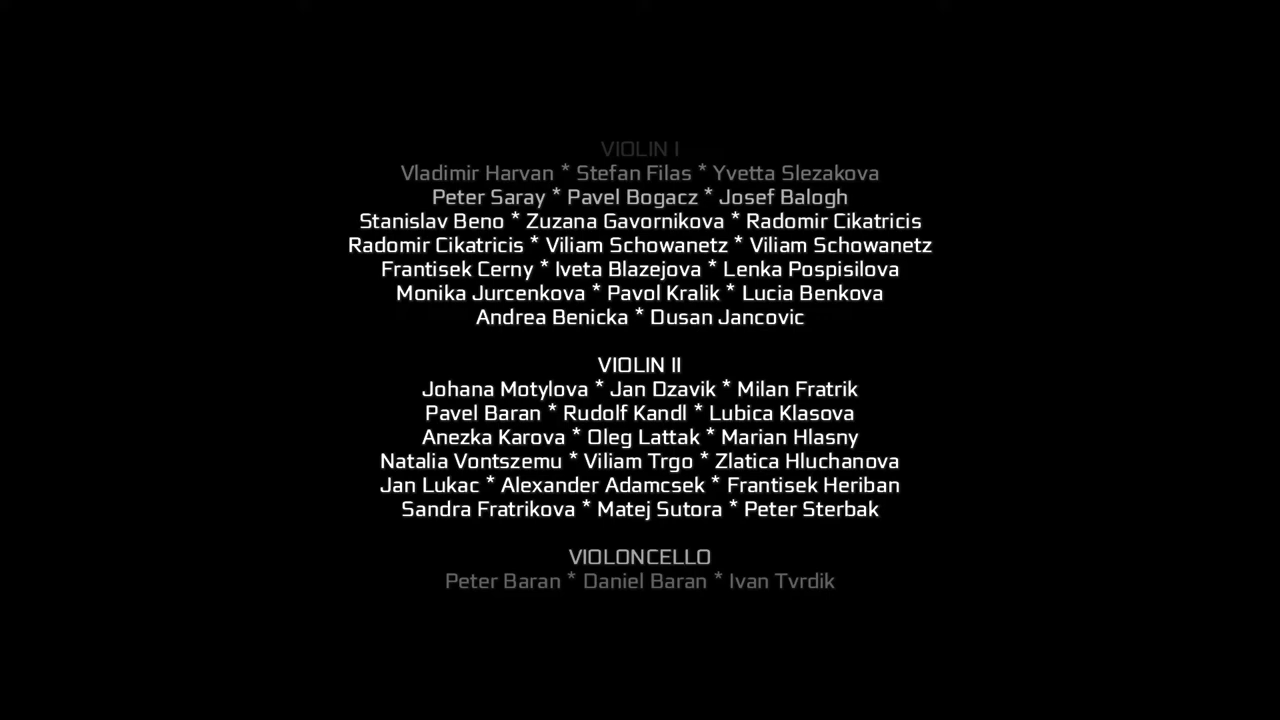 VIOLIN I
Vladimir Harvan * Stefan Filas * Yvetta Slezakova
Peter Saray * Pavel Bogacz * Josef Balogh
Stanislav Beno * Zuzana Gavornikova * Radomir Cikatricis
Radomir Cikatricis * Viliam Schowanetz * Viliam Schowanetz
Frantisek Cerny * Iveta Blazejova * Lenka Pospisilova
Monika Jurcenkova * Pavol Kralik * Lucia Benkova
Andrea Benicka * Dusan Jancovic
VIOLIN II
Johana Motylova * Jan Dzavik * Milan Fratrik
Pavel Baran * Rudolf Kandl * Lubica Klasova
Anezka Karova * Oleg Lattak * Marian Hlasny
Natalia Vontszemu * Viliam Trgo * Zlatica Hluchanova
Jan Lukac * Alexander Adamcsek * Frantisek Heriban
Sandra Fratrikova * Matej Sutora * Peter Sterbak
VIOLONCELLO
Peter Baran * Daniel Baran * Ivan Tvrdik